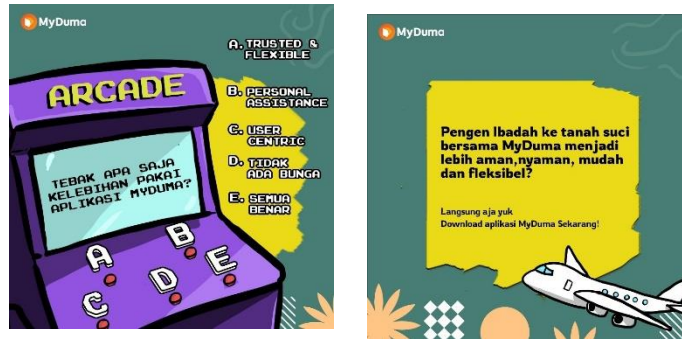 MyDuma
A. TRUSTED &
FLEXIBLE
ARCADE
B. PERSONAL
ASSISTANCE
C. USER
CENTRIC
TEBAK APA SAJA
KELEBIHAN PAKAI
APLIKASI MYDUMA?
D. TIDAK
ADA BUNGA
E. SEMUA
BENAR
A
B
C
D
E
MyDuma
Pengen Ibadah ke tanah suci
bersama MyDuma menjadi
lebih aman,nyaman, mudah
dan fleksibel?
Langsung aja yuk
Download aplikasi MyDuma Sekarang!